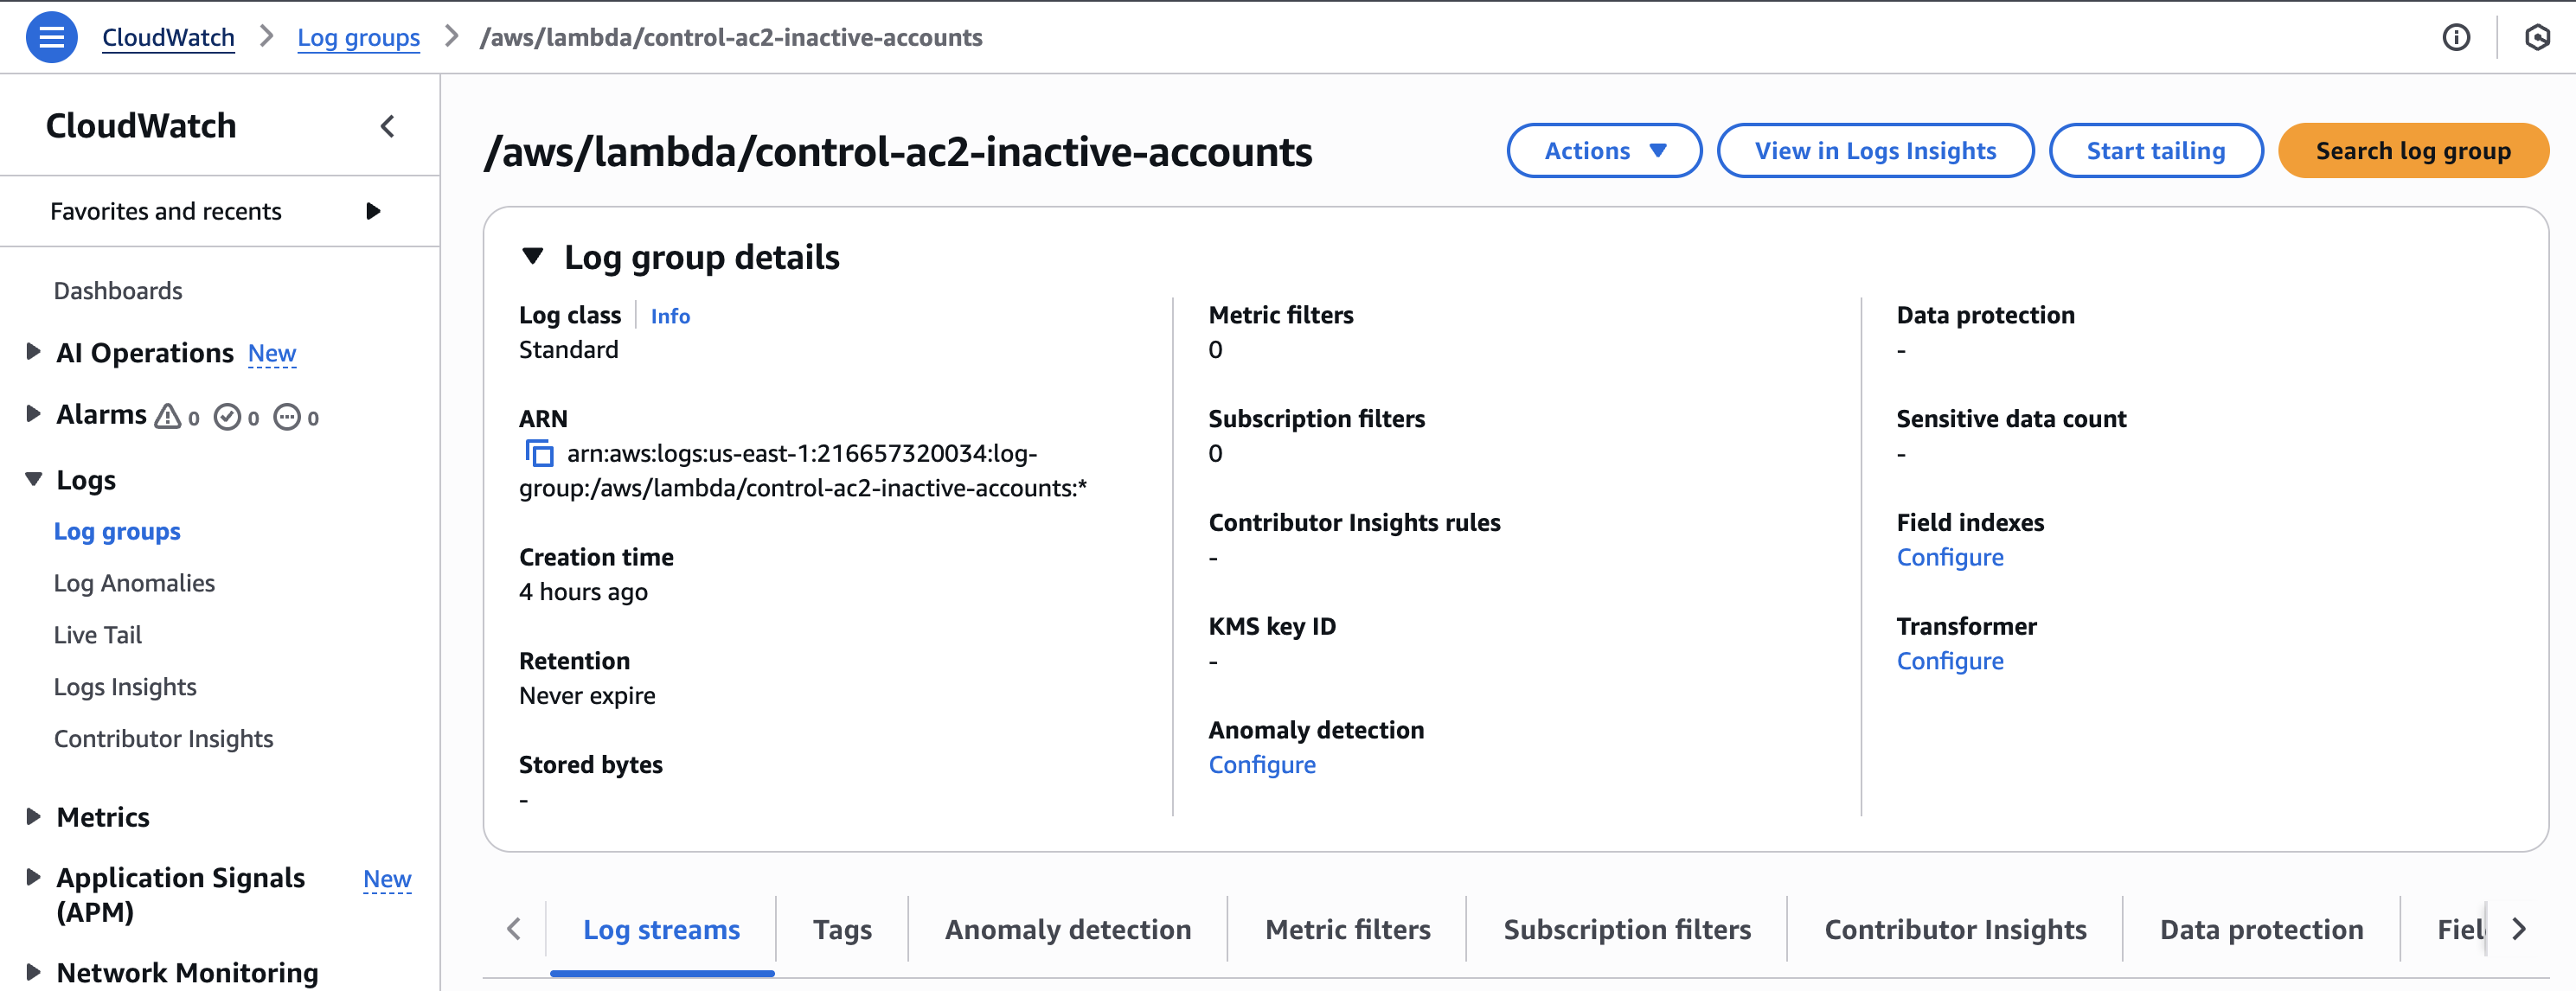 CloudWatch > Log groups > /aws/lambda/control-ac2-inactive-accounts
CloudWatch
Favorites and recents
Dashboards
AI Operations New
Alarms 0 0 0
Logs
Log groups
Log Anomalies
Live Tail
Logs Insights
Contributor Insights
Metrics
Application Signals New
(APM)
Network Monitoring
/aws/lambda/control-ac2-inactive-accounts
Actions
View in Logs Insights
Start tailing
Search log group
Log group details
Log class Info
Standard
ARN
arn:aws:logs:us-east-1:216657320034:log-
group:/aws/lambda/control-ac2-inactive-accounts:*
Creation time
4 hours ago
Retention
Never expire
Stored bytes
-
Metric filters
0
Subscription filters
0
Contributor Insights rules
-
KMS key ID
-
Anomaly detection
Configure
Data protection
-
Sensitive data count
-
Field indexes
Configure
Transformer
Configure
Log streams
Tags
Anomaly detection
Metric filters
Subscription filters
Contributor Insights
Data protection